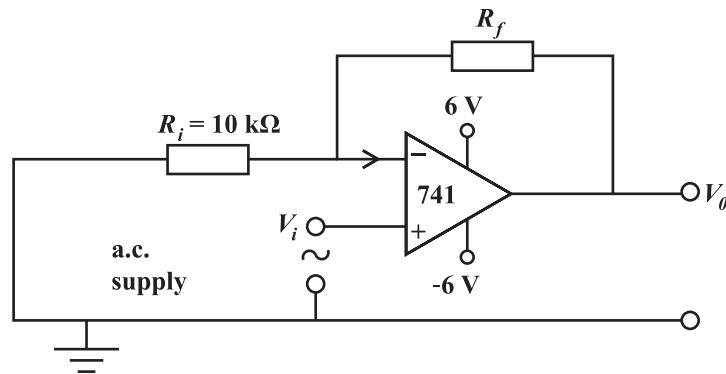 R_f
R_i = 10 kΩ
6 V
−
741
V_i
+
V_0
~
a.c.
supply
-6 V